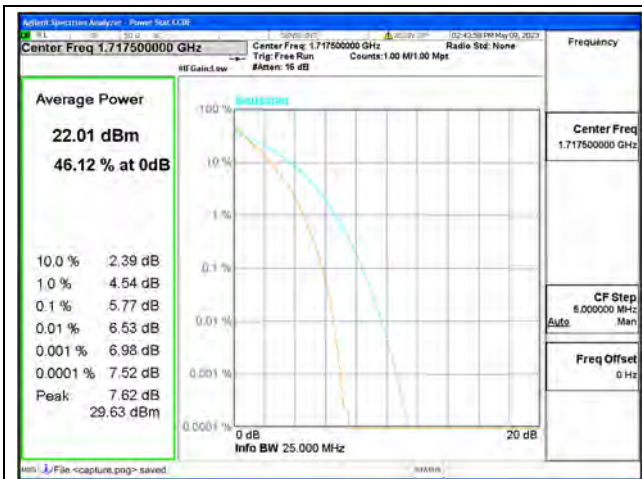 Agilent Spectrum Analyzer - Power Stat CCDF
02:43:58 PM May 09, 2023
Center Freq 1.717500000 GHz
Center Freq: 1.717500000 GHz
Radio Std: None
Trig: Free Run
Counts:1.00 M/1.00 Mpt
#IFGain:Low
#Atten: 16 dB
Frequency
Average Power
22.01 dBm
46.12 % at 0dB
10.0 % 2.39 dB
1.0 % 4.54 dB
0.1 % 5.77 dB
0.01 % 6.53 dB
0.001 % 6.98 dB
0.0001 % 7.52 dB
Peak 7.62 dB
29.63 dBm
Gaussian
100 %
10 %
1 %
0.1 %
0.01 %
0.001 %
0.0001 %
0 dB
20 dB
Info BW 25.000 MHz
Center Freq
1.717500000 GHz
CF Step
5.000000 MHz
Auto Man
Freq Offset
0 Hz
MSG File <capture.png> saved
STATUS